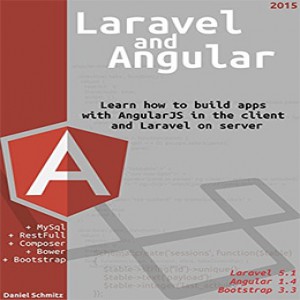 2015
Laravel
and
Angular
Learn how to build apps
with AngularJS in the client
and Laravel on server
A
+ MySql
+ RestFull
+ Composer
+ Bower
+ Bootstrap
Daniel Schmitz
Laravel 5.1
Angular 1.4
Bootstrap 3.3